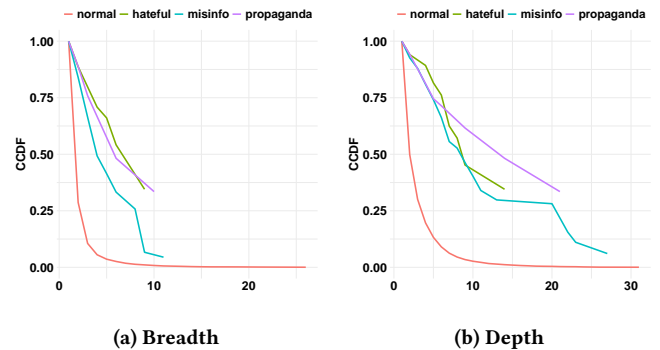 normal hateful misinfo propaganda
CCDF
1.00
0.75
0.50
0.25
0.00
0 10 20
(a) Breadth
normal hateful misinfo propaganda
CCDF
1.00
0.75
0.50
0.25
0.00
0 10 20 30
(b) Depth